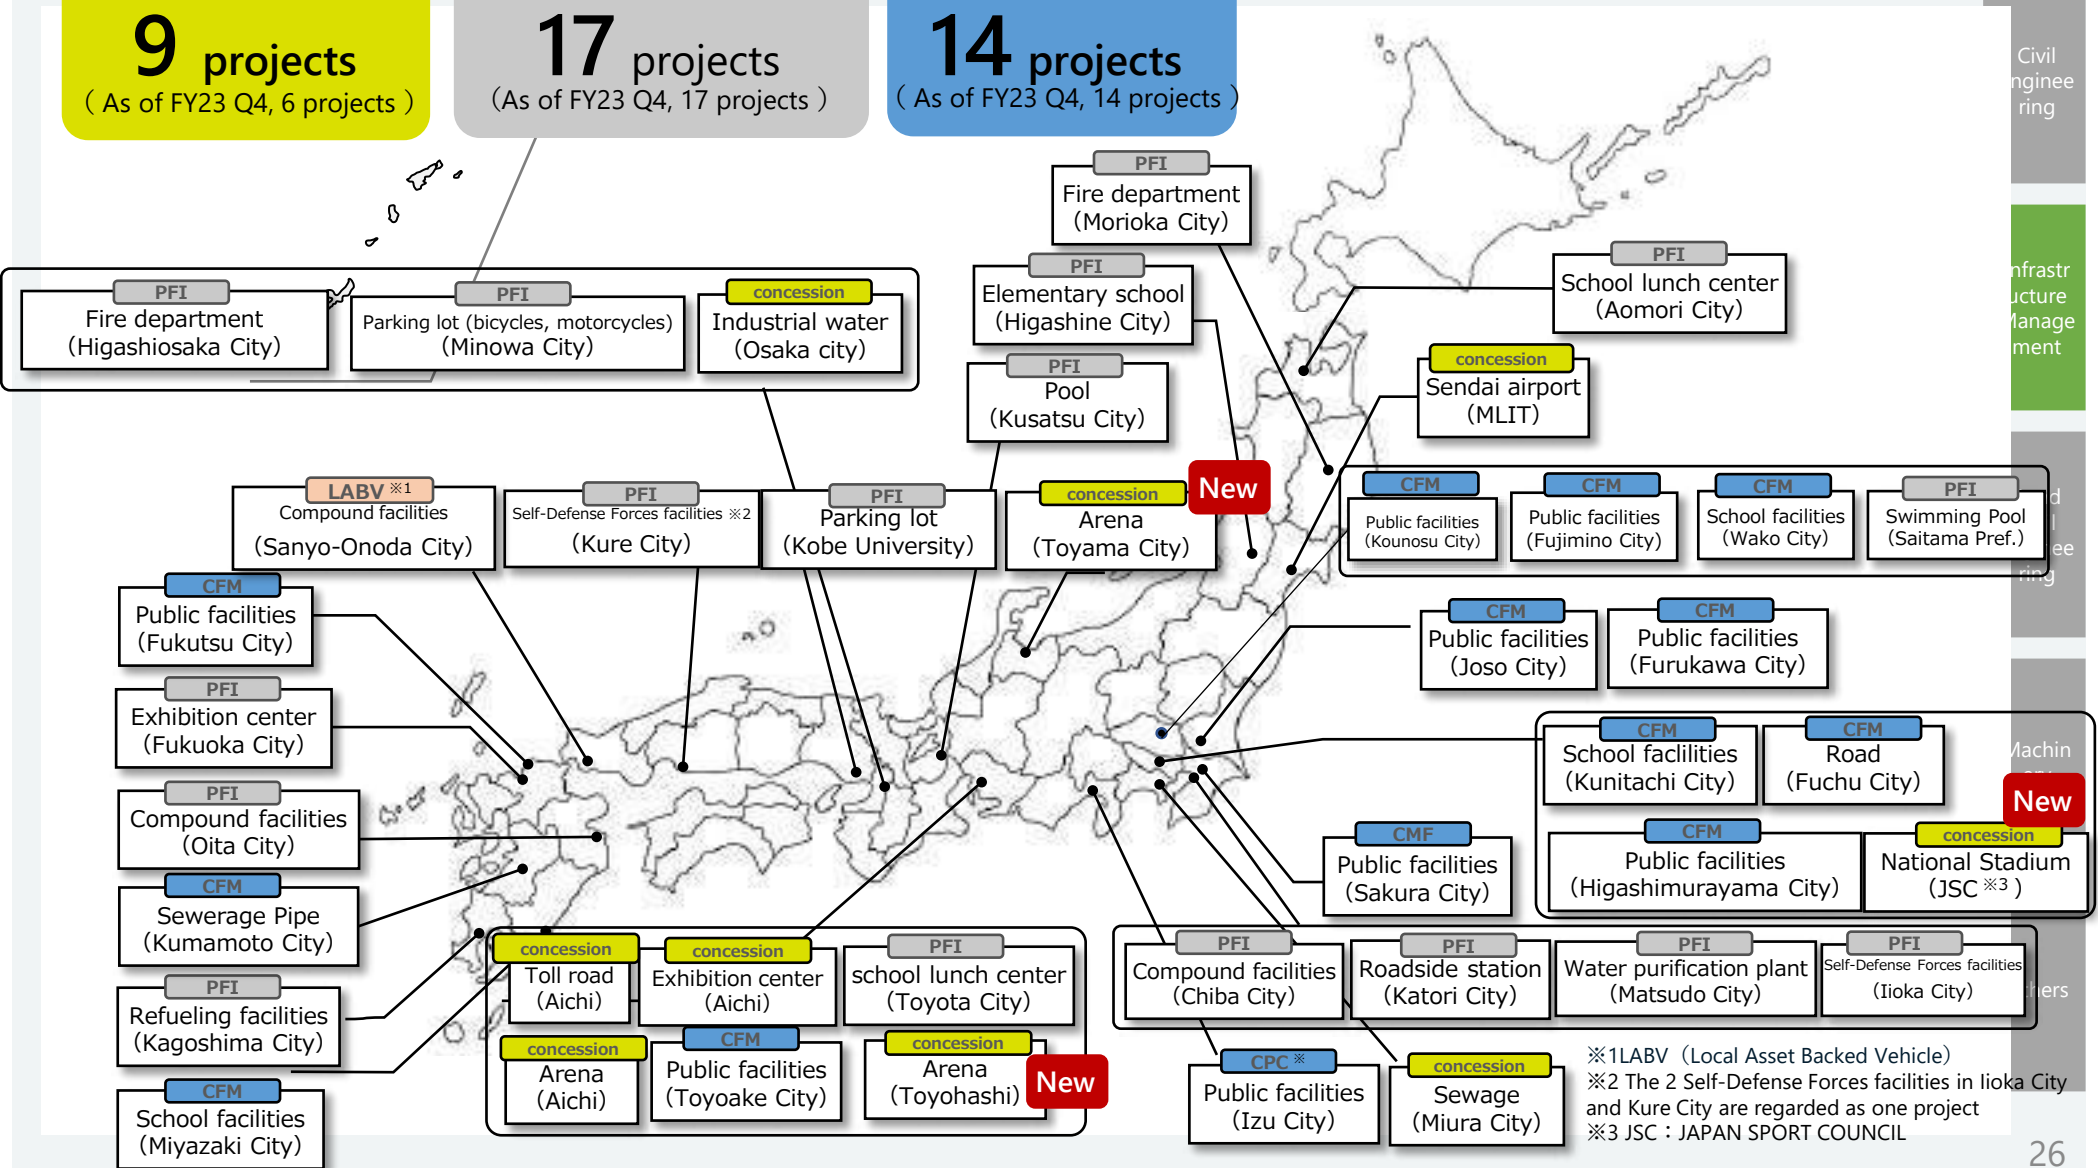 9 projects
( As of FY23 Q4, 6 projects )
17 projects
(As of FY23 Q4, 17 projects )
14 projects
( As of FY23 Q4, 14 projects )
Civil
nginee
ring
nfrastr
ucture
Manage
ment
PFI
Fire department
(Morioka City)
PFI
School lunch center
(Aomori City)
PFI
Elementary school
(Higashine City)
PFI
Fire department
(Higashiosaka City)
PFI
Parking lot (bicycles, motorcycles)
(Minowa City)
concession
Industrial water
(Osaka city)
PFI
Pool
(Kusatsu City)
concession
Sendai airport
(MLIT)
LABV ※1
Compound facilities
(Sanyo-Onoda City)
PFI
Self-Defense Forces facilities ※2
(Kure City)
PFI
Parking lot
(Kobe University)
concession
New
Arena
(Toyama City)
CFM
Public facilities
(Kounosu City)
CFM
Public facilities
(Fujimino City)
CFM
School facilities
(Wako City)
PFI
Swimming Pool
(Saitama Pref.)
d
l
ee
ring
CFM
Public facilities
(Fukutsu City)
CFM
Public facilities
(Joso City)
CFM
Public facilities
(Furukawa City)
PFI
Exhibition center
(Fukuoka City)
CFM
School faclilities
(Kunitachi City)
CFM
Road
(Fuchu City)
Machin
New
PFI
Compound facilities
(Oita City)
CMF
Public facilities
(Sakura City)
CFM
Public facilities
(Higashimurayama City)
concession
National Stadium
(JSC ※3 )
CFM
Sewerage Pipe
(Kumamoto City)
concession
Toll road
(Aichi)
concession
Exhibition center
(Aichi)
PFI
school lunch center
(Toyota City)
PFI
Compound facilities
(Chiba City)
PFI
Roadside station
(Katori City)
PFI
Water purification plant
(Matsudo City)
PFI
Self-Defense Forces facilities
(Iioka City)
hers
PFI
Refueling facilities
(Kagoshima City)
concession
Arena
(Aichi)
CFM
Public facilities
(Toyoake City)
concession
Arena
(Toyohashi)
New
CPC ※
Public facilities
(Izu City)
concession
Sewage
(Miura City)
CFM
School facilities
(Miyazaki City)
※1LABV（Local Asset Backed Vehicle）
※2 The 2 Self-Defense Forces facilities in Iioka City
and Kure City are regarded as one project
※3 JSC：JAPAN SPORT COUNCIL
26